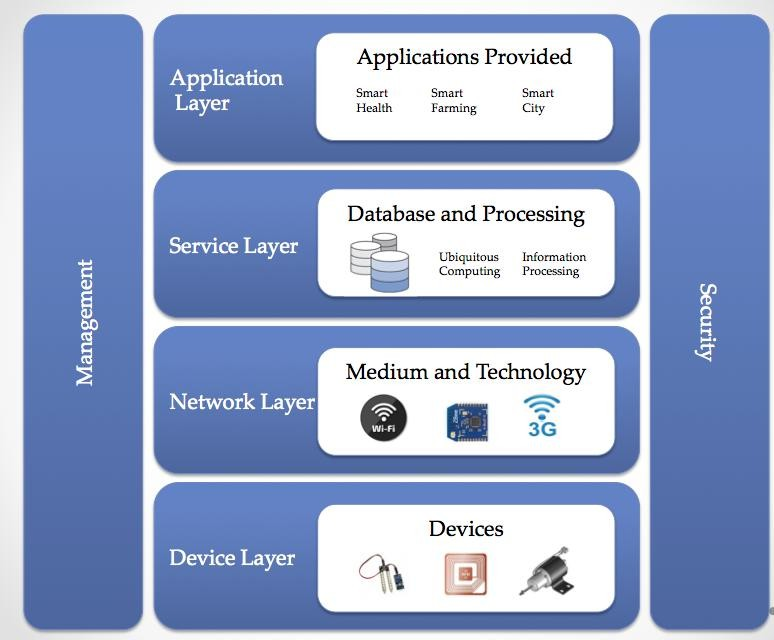 Management
Application
Layer
Applications Provided
Smart
Health
Smart
Farming
Smart
City
Service Layer
Database and Processing
Ubiquitous
Computing
Information
Processing
Network Layer
Medium and Technology
Wi-Fi
3G
Device Layer
Devices
Security